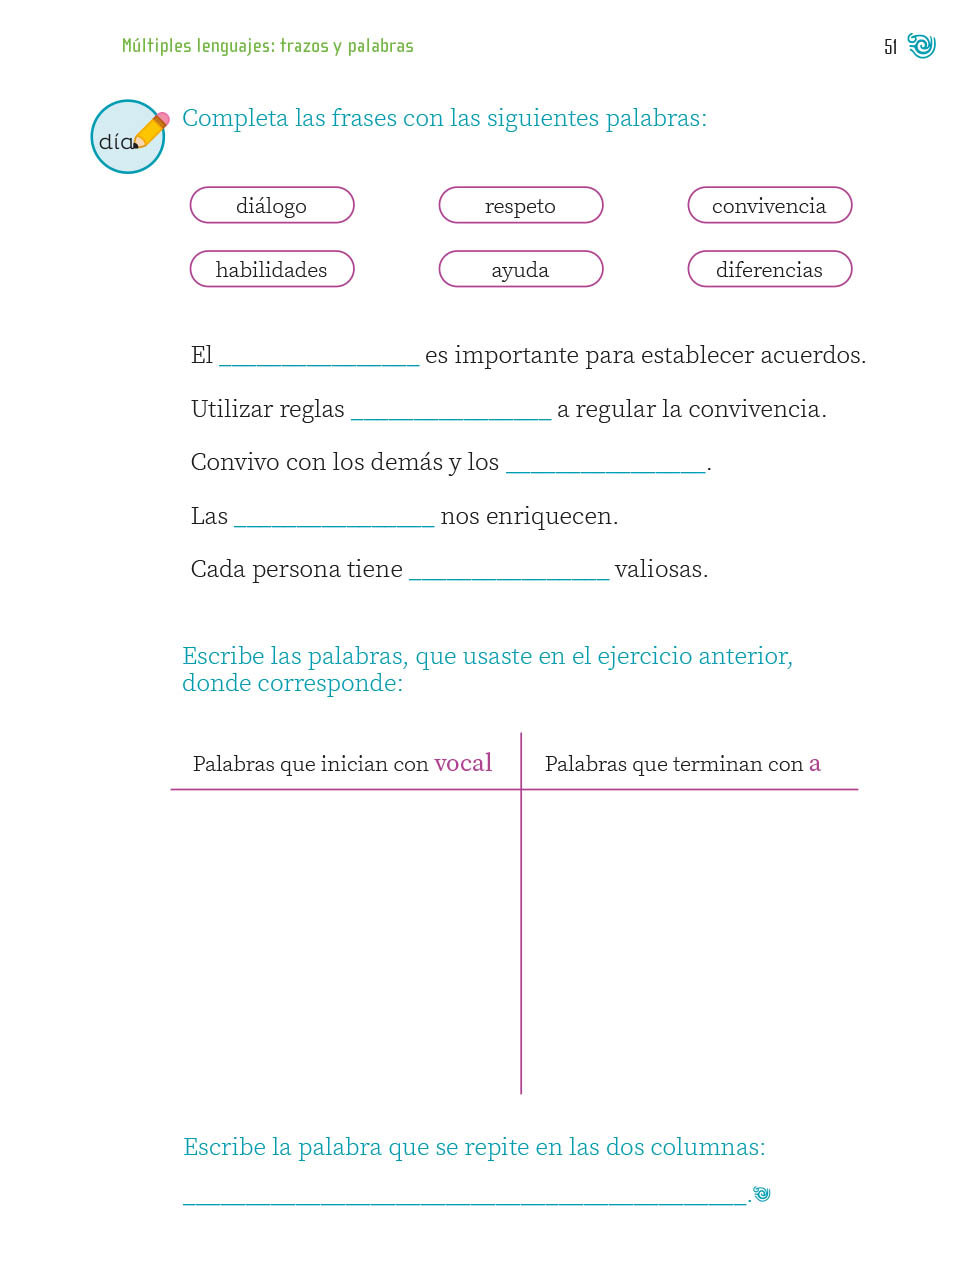 Múltiples lenguajes: trazos y palabras
51
día
Completa las frases con las siguientes palabras:
diálogo respeto convivencia
habilidades ayuda diferencias
El ________________ es importante para establecer acuerdos.
Utilizar reglas ________________ a regular la convivencia.
Convivo con los demás y los ________________.
Las ________________ nos enriquecen.
Cada persona tiene ________________ valiosas.
Escribe las palabras, que usaste en el ejercicio anterior,
donde corresponde:
Palabras que inician con vocal Palabras que terminan con a
Escribe la palabra que se repite en las dos columnas:
_____________________________________________.